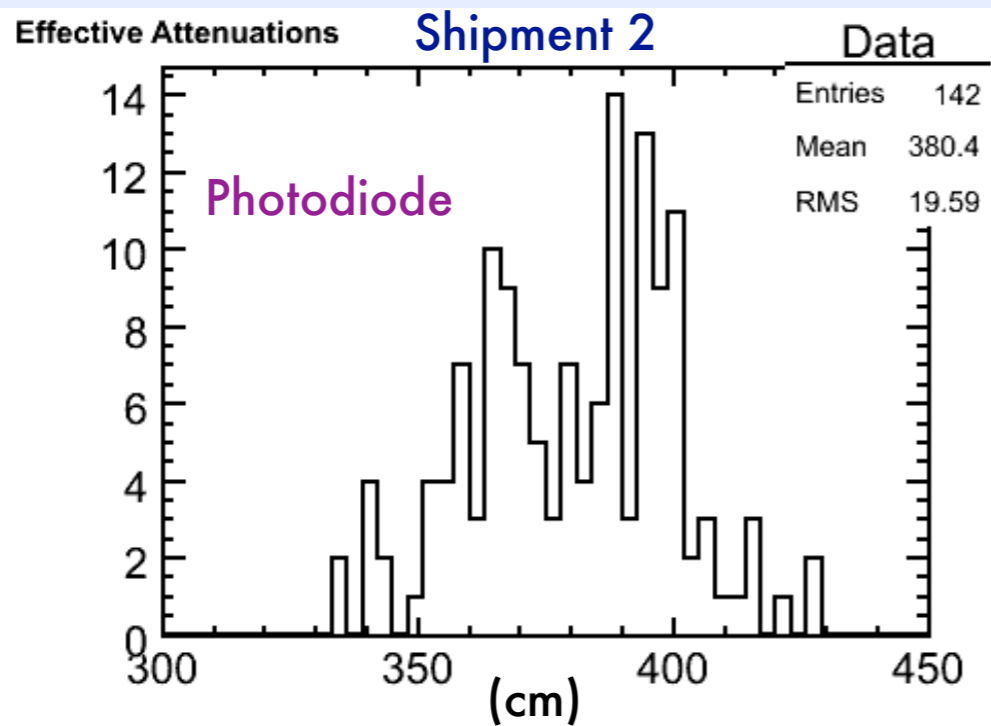 Effective Attenuations
Shipment 2
Data
Entries 142
Mean 380.4
RMS 19.59
Photodiode
14
12
10
8
6
4
2
0
300 350 400 450
(cm)